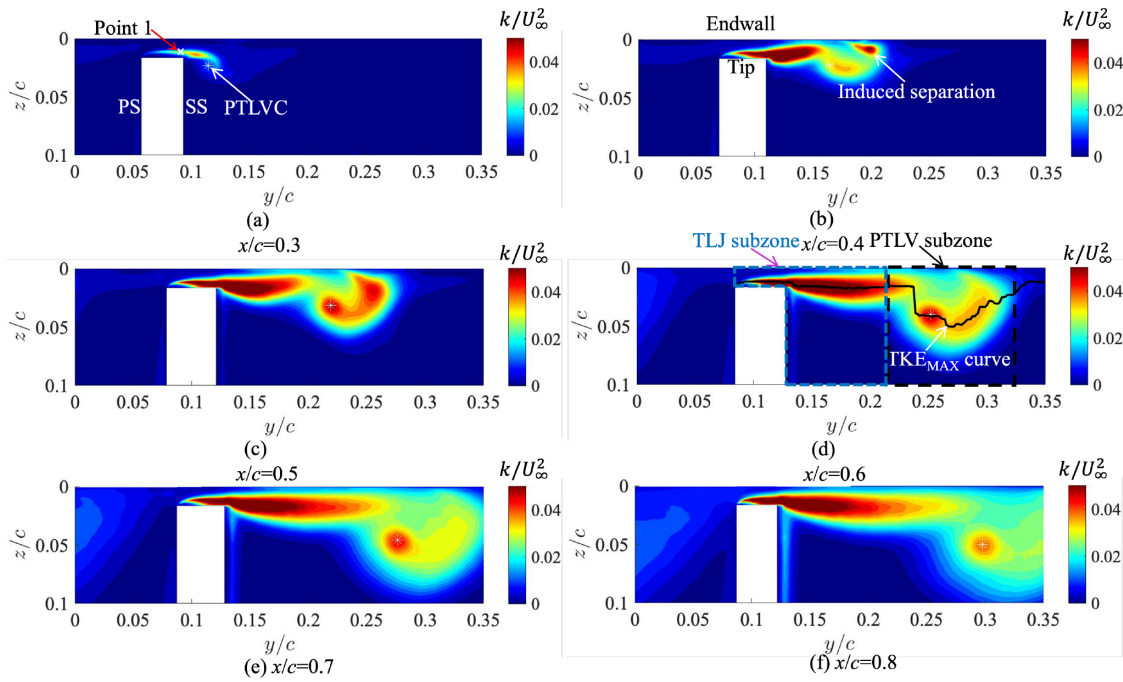 Point 1
k/U∞²
0
0.05
0.1
z/c
PS
SS
PTLVC
0.04
0.02
0
0 0.05 0.1 0.15 0.2 0.25 0.3 0.35
y/c
(a)
x/c=0.3
Endwall
k/U∞²
0
0.05
0.1
z/c
Tip
Induced separation
0.04
0.02
0
0 0.05 0.1 0.15 0.2 0.25 0.3 0.35
y/c
(b)
x/c=0.4
k/U∞²
0
0.05
0.1
z/c
0.04
0.02
0
0 0.05 0.1 0.15 0.2 0.25 0.3 0.35
y/c
(c)
x/c=0.5
TLJ subzone
PTLV subzone
k/U∞²
0
0.05
0.1
z/c
TKEMAX curve
0.04
0.02
0
0 0.05 0.1 0.15 0.2 0.25 0.3 0.35
y/c
(d)
x/c=0.6
k/U∞²
0
0.05
0.1
z/c
0.04
0.02
0
0 0.05 0.1 0.15 0.2 0.25 0.3 0.35
y/c
(e) x/c=0.7
k/U∞²
0
0.05
0.1
z/c
0.04
0.02
0
0 0.05 0.1 0.15 0.2 0.25 0.3 0.35
y/c
(f) x/c=0.8